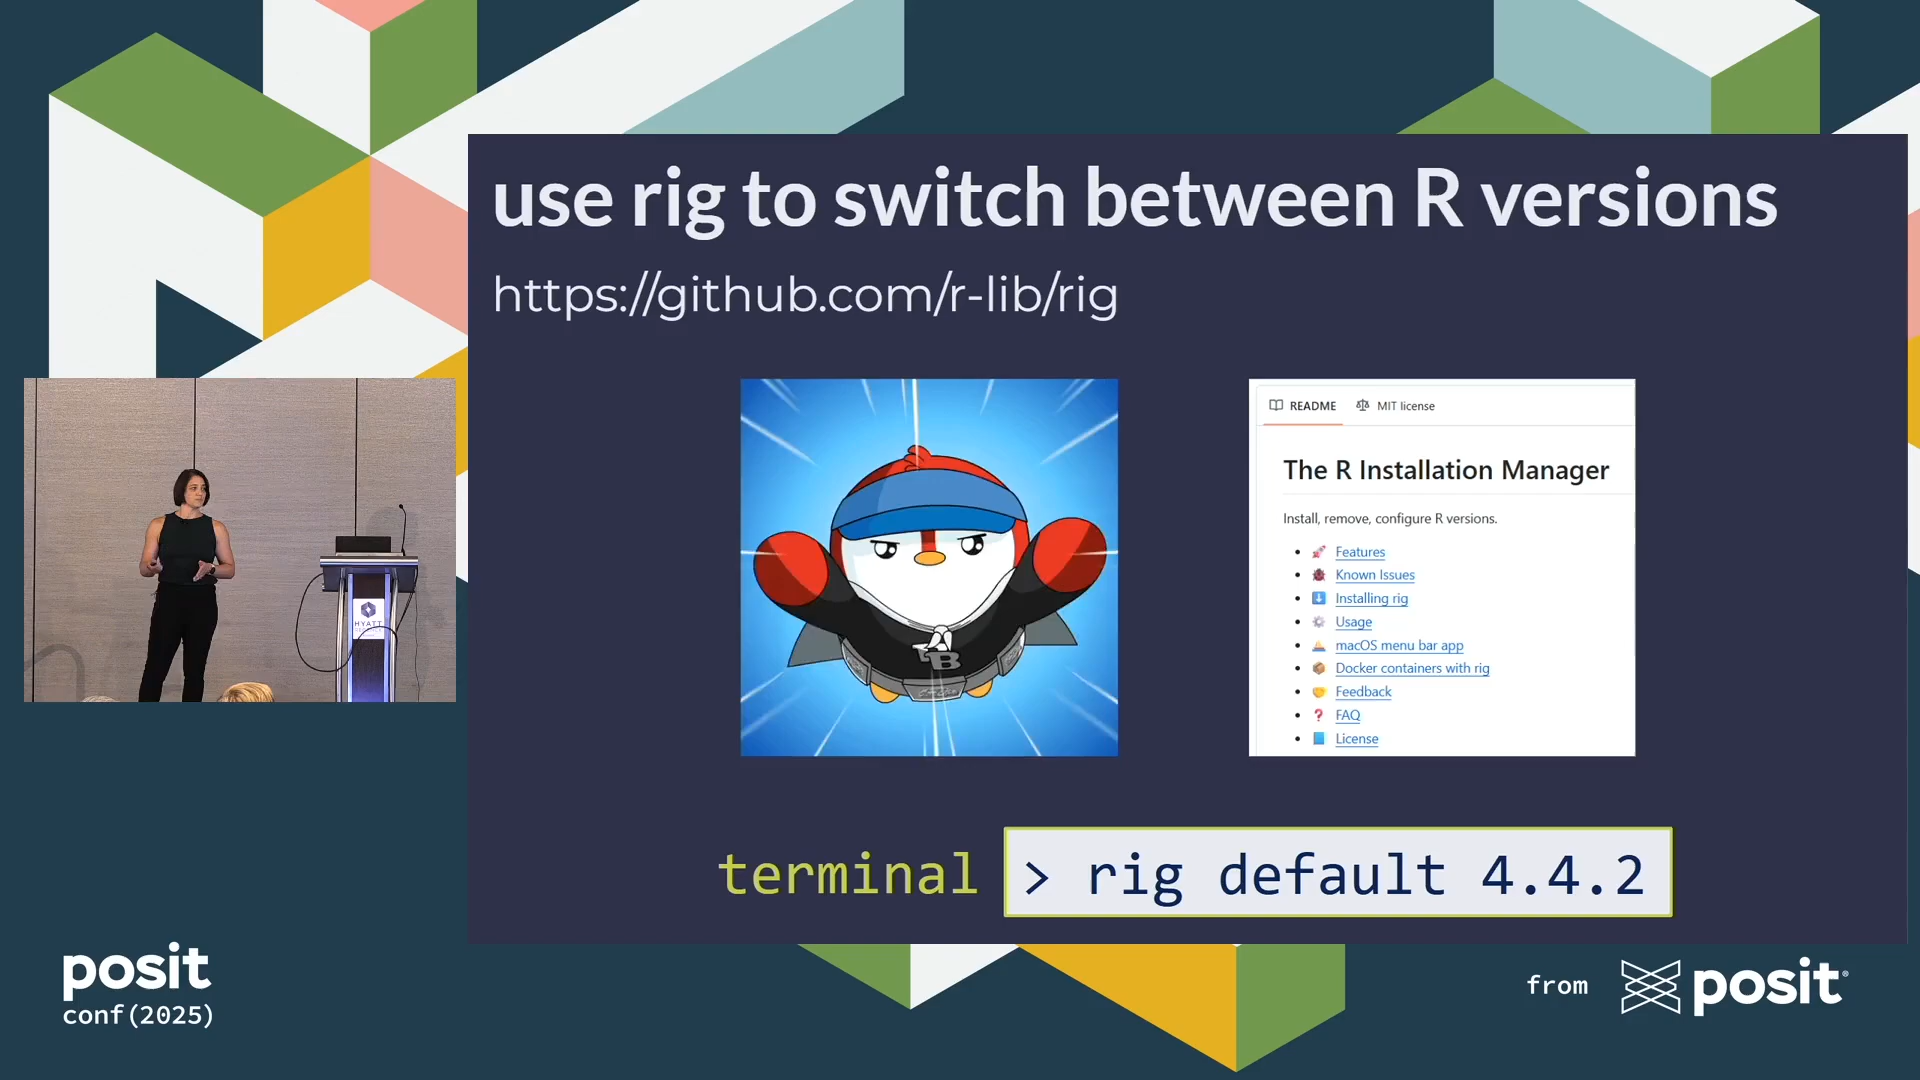 use rig to switch between R versions
https://github.com/r-lib/rig
README MIT license
The R Installation Manager
Install, remove, configure R versions.
Features
Known Issues
Installing rig
Usage
macOS menu bar app
Docker containers with rig
Feedback
FAQ
License
B
HYATT
terminal > rig default 4.4.2
posit
conf(2025)
from posit